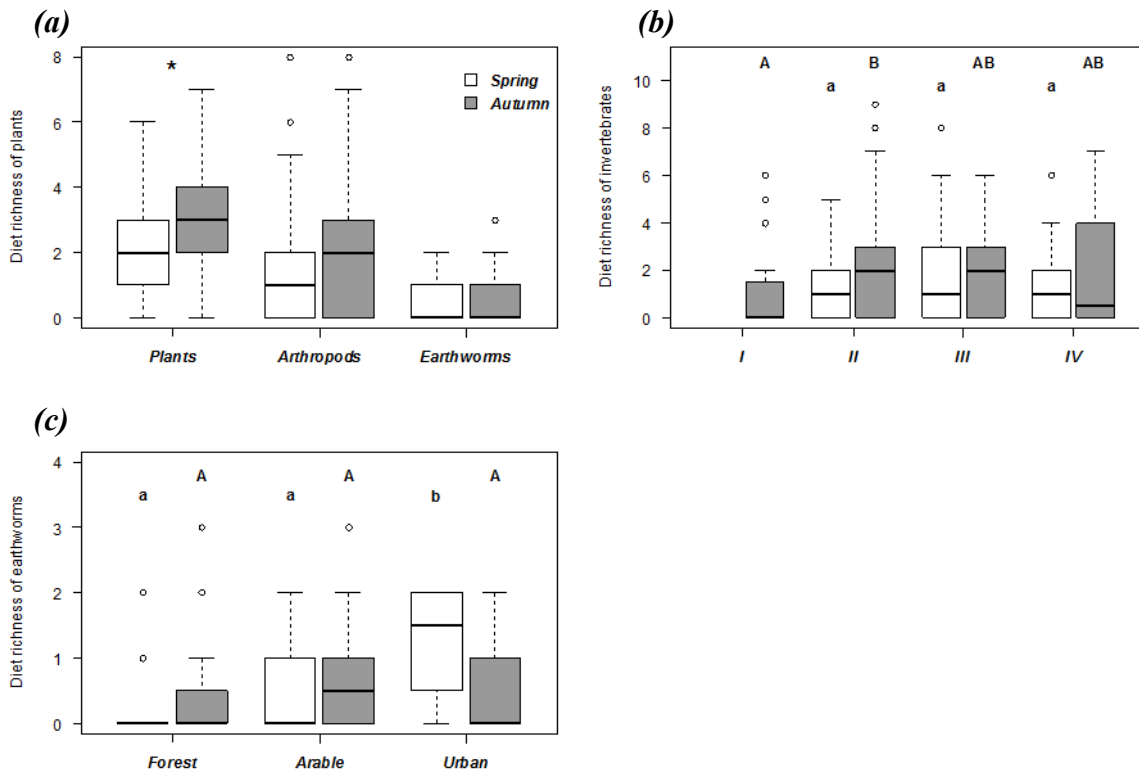 (a)
Diet richness of plants
8
6
4
2
0
*
Spring
Autumn
Plants Arthropods Earthworms
(b)
Diet richness of invertebrates
10
8
6
4
2
0
A B AB AB
a a a
I II III IV
(c)
Diet richness of earthworms
4
3
2
1
0
A A A
a a b
Forest Arable Urban